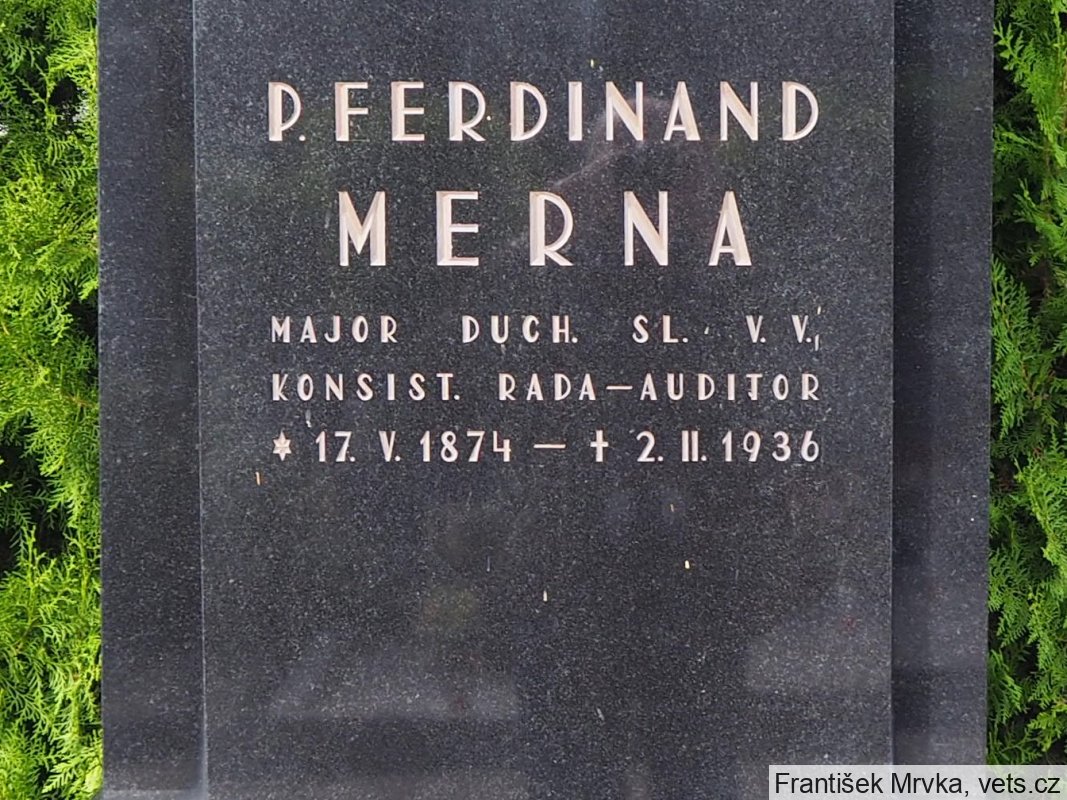 P. FERDINAND
MERNA
MAJOR DUCH. SL. V. V.,
KONSIST. RADA–AUDITOR
* 17. V. 1874 – † 2. II. 1936
František Mrvka, vets.cz